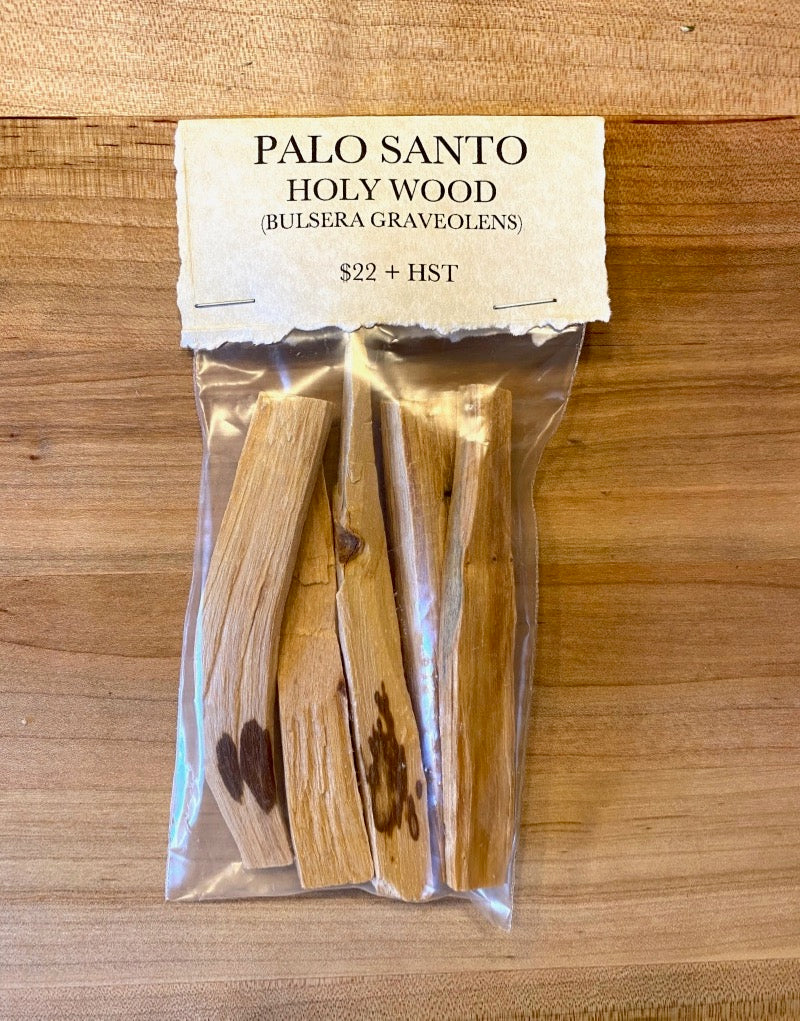 PALO SANTO
HOLY WOOD
(BULSERA GRAVEOLENS)
$22 + HST